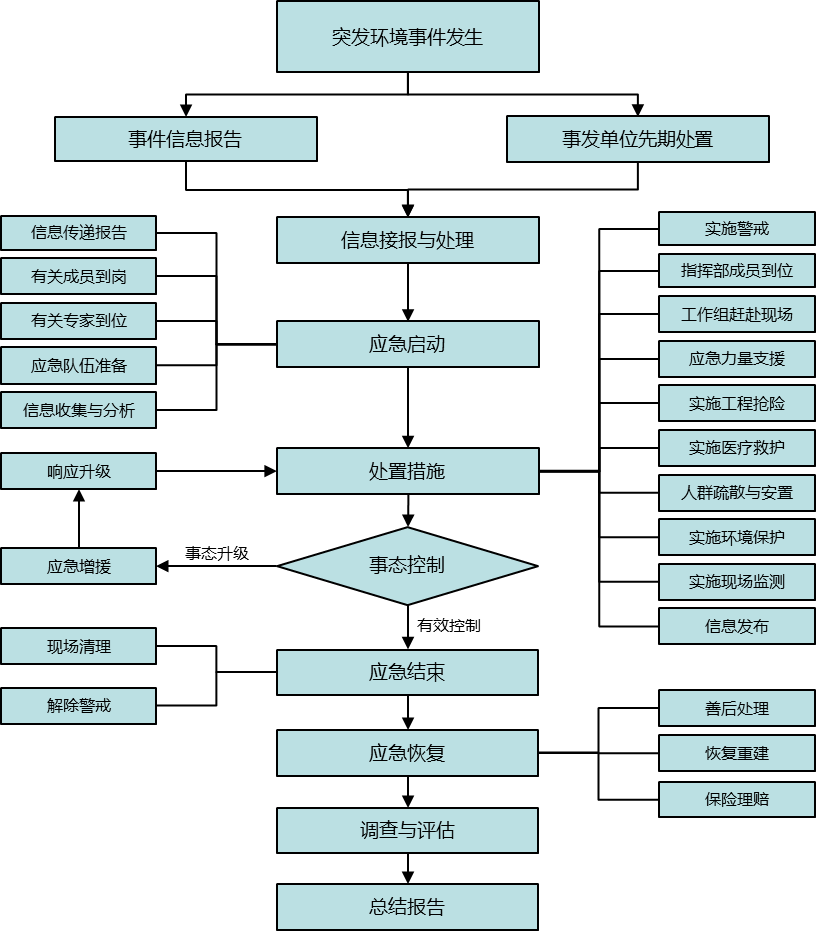 突发环境事件发生
事件信息报告
事发单位先期处置
信息接报与处理
信息传递报告
有关成员到岗
有关专家到位
应急队伍准备
信息收集与分析
应急启动
实施警戒
指挥部成员到位
工作组赶赴现场
应急力量支援
实施工程抢险
实施医疗救护
人群疏散与安置
实施环境保护
实施现场监测
信息发布
响应升级
处置措施
应急增援
事态升级
事态控制
有效控制
现场清理
解除警戒
应急结束
应急恢复
善后处理
恢复重建
保险理赔
调查与评估
总结报告